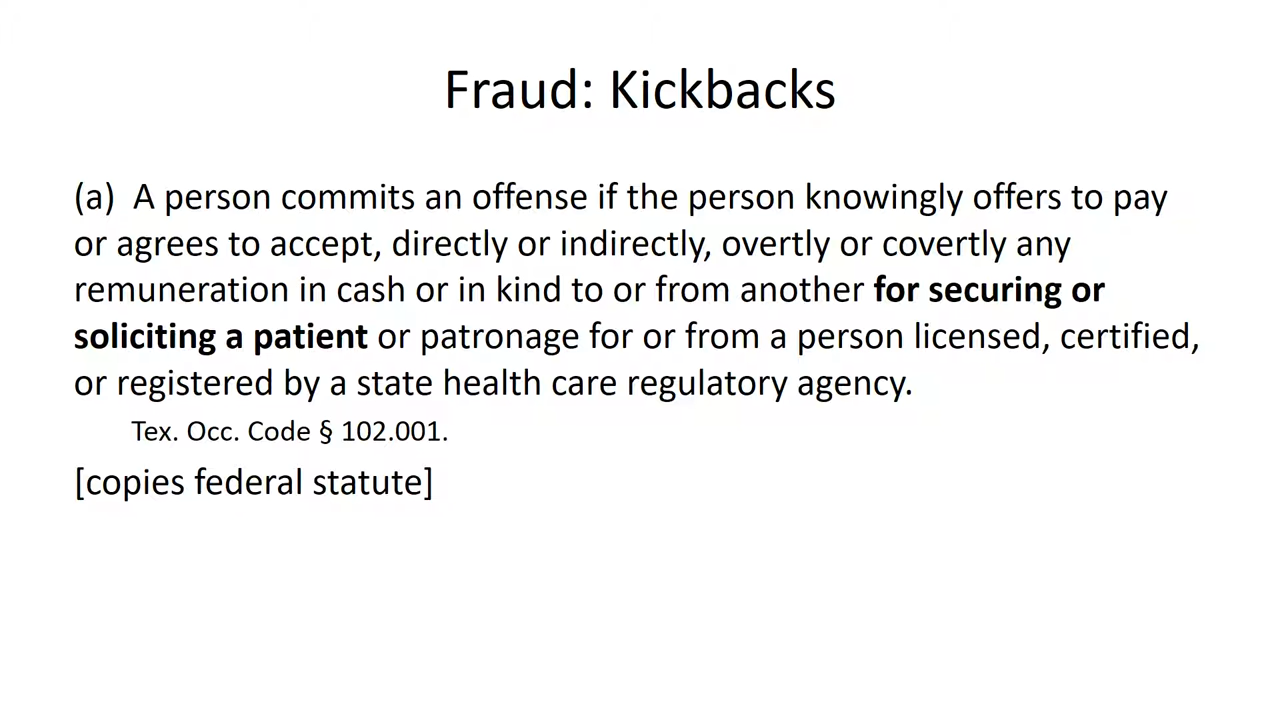 Fraud: Kickbacks
(a) A person commits an offense if the person knowingly offers to pay
or agrees to accept, directly or indirectly, overtly or covertly any
remuneration in cash or in kind to or from another for securing or
soliciting a patient or patronage for or from a person licensed, certified,
or registered by a state health care regulatory agency.
Tex. Occ. Code § 102.001.
[copies federal statute]